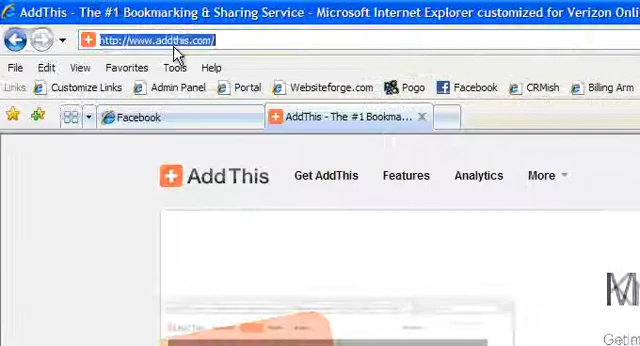 AddThis - The #1 Bookmarking & Sharing Service - Microsoft Internet Explorer customized for Verizon Onli
http://www.addthis.com/
File Edit View Favorites Tools Help
Customize Links Admin Panel Portal Websiteforge.com Pogo Facebook CRMish Billing Arm
Facebook AddThis - The #1 Bookma...
AddThis Get AddThis Features Analytics More
Get